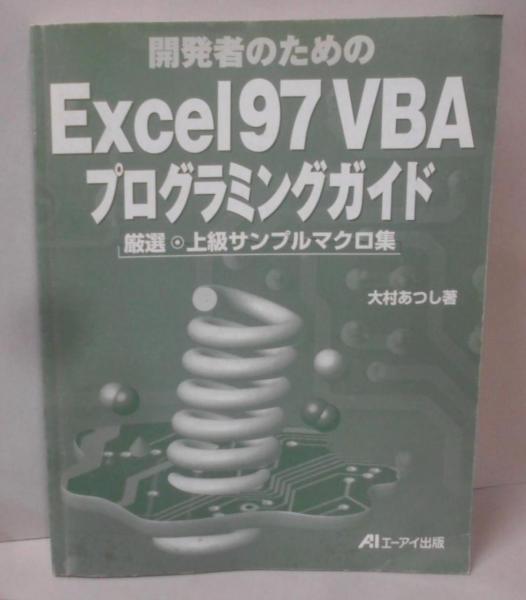 開発者のための
Excel97 VBA
プログラミングガイド
厳選◉上級サンプルマクロ集
大村あつし著
AI エーアイ出版